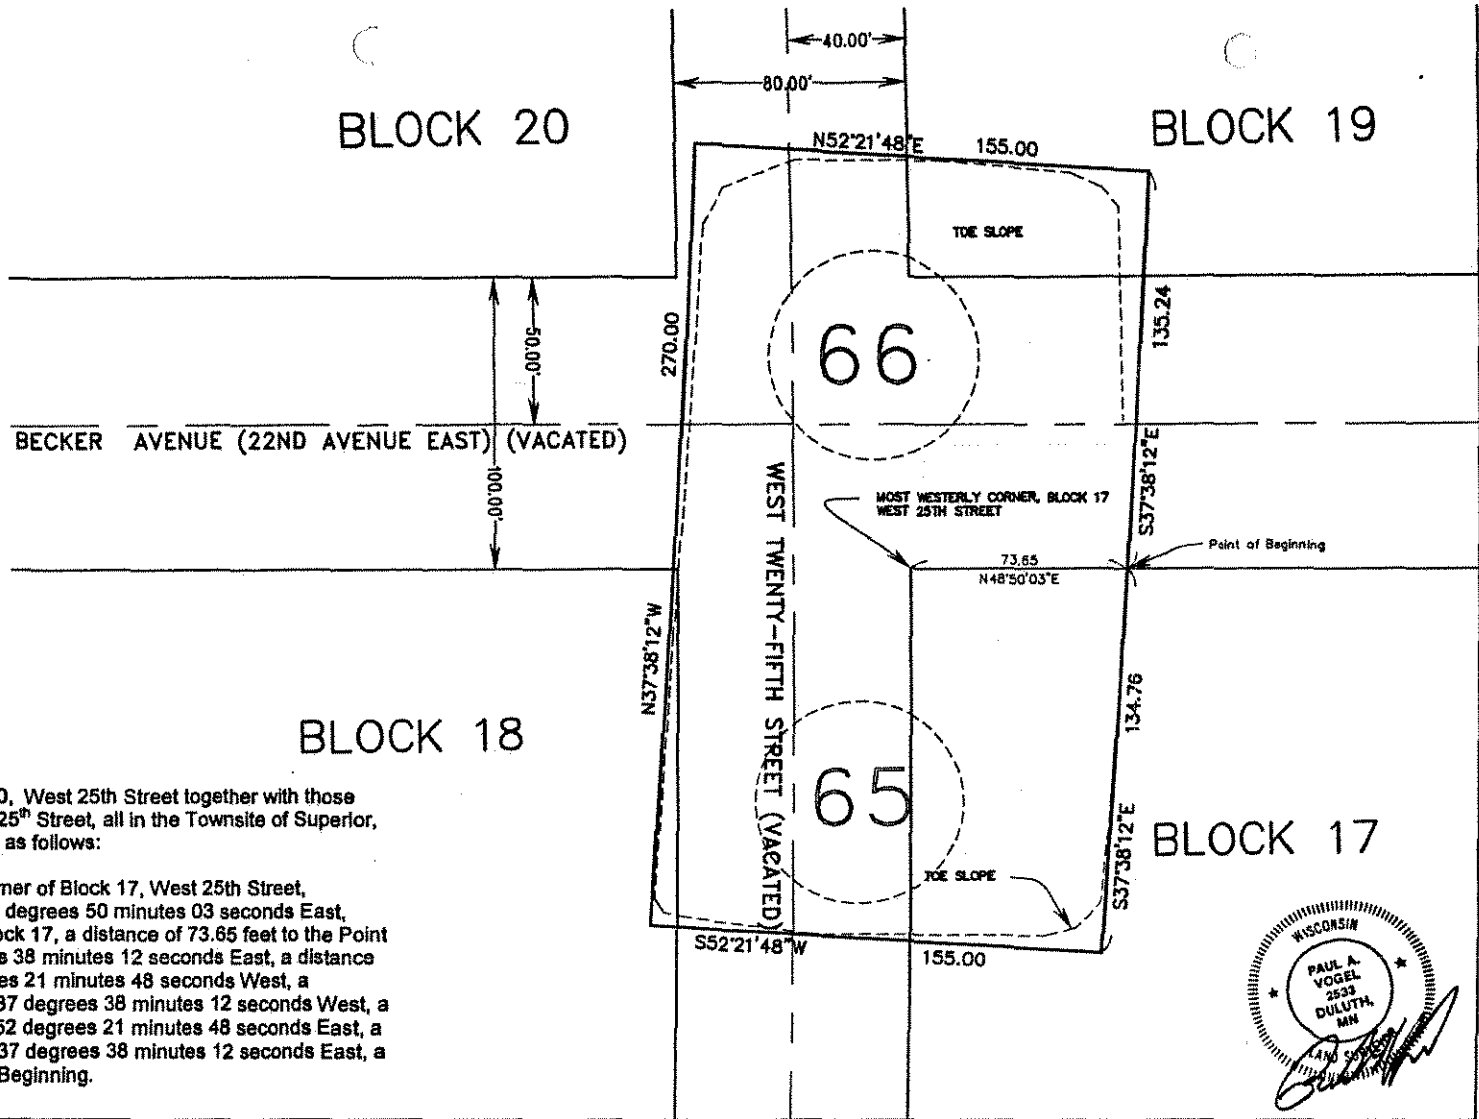 40.00'
80.00'
BLOCK 20
BLOCK 19
N52°21'48"E 155.00
TOE SLOPE
66
270.00
135.24
50.00'
100.00'
BECKER AVENUE (22ND AVENUE EAST) (VACATED)
S37°38'12"E
MOST WESTERLY CORNER, BLOCK 17
WEST 25TH STREET
WEST TWENTY-FIFTH STREET (VACATED)
Point of Beginning
73.65
N48°50'03"E
N37°38'12"W
134.76
BLOCK 18
65
S37°38'12"E
BLOCK 17
TOE SLOPE
S52°21'48"W
155.00
0, West 25th Street together with those
25th Street, all in the Townsite of Superior,
as follows:
ner of Block 17, West 25th Street,
degrees 50 minutes 03 seconds East,
ock 17, a distance of 73.65 feet to the Point
s 38 minutes 12 seconds East, a distance
es 21 minutes 48 seconds West, a
37 degrees 38 minutes 12 seconds West, a
52 degrees 21 minutes 48 seconds East, a
37 degrees 38 minutes 12 seconds East, a
Beginning.
WISCONSIN
PAUL A.
VOGEL
2533
DULUTH,
MN
LAND